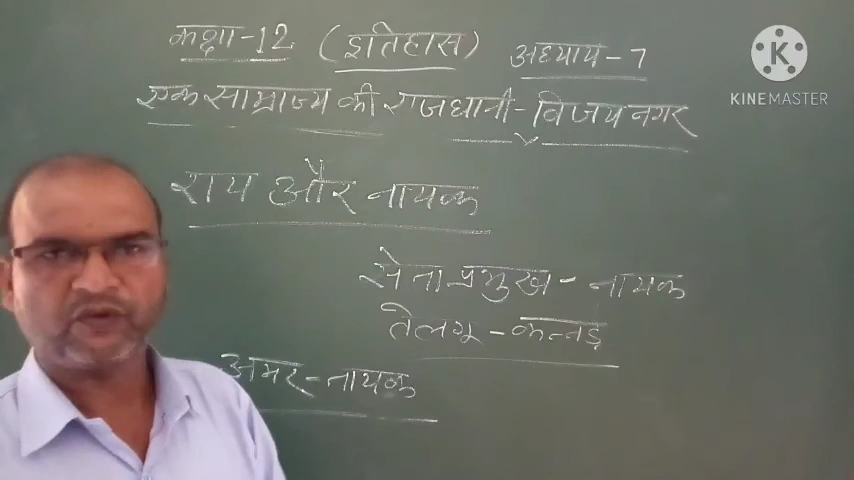 कक्षा-12 (इतिहास) अध्याय-7
एक साम्राज्य की राजधानी-विजयनगर
राय और नायक
सेना प्रमुख - नायक
तेलगू - कन्नड़
अमर-नायक
K
KINEMASTER